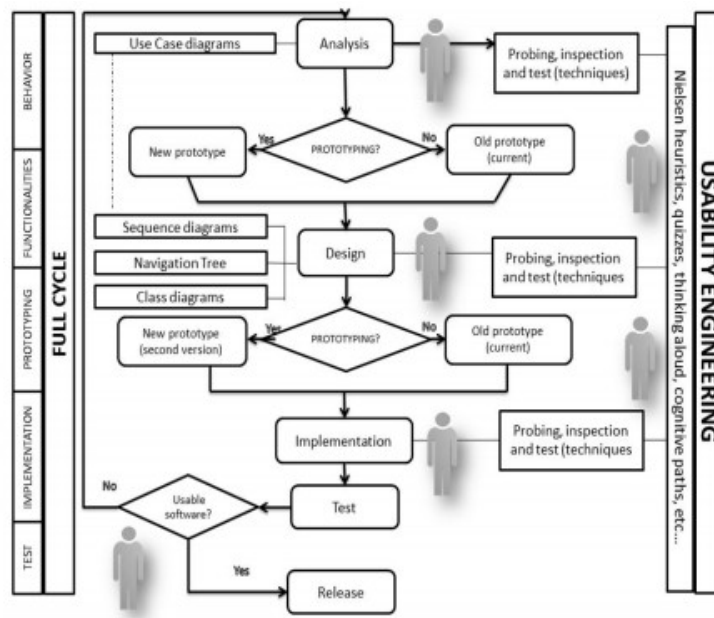 Analysis
Use Case diagrams
Probing, inspection
and test (techniques)
Yes
PROTOTYPING?
No
New prototype
Old prototype
(current)
Sequence diagrams
Navigation Tree
Class diagrams
Design
Probing, inspection
and test (techniques
New prototype
(second version)
Yes
PROTOTYPING?
No
Old prototype
(current)
Implementation
Probing, inspection
and test (techniques
No
Usable
software?
Test
Yes
Release
BEHAVIOR
FUNCTIONALITIES
PROTOTYPING
IMPLEMENTATION
TEST
FULL CYCLE
Nielsen heuristics, quizzes, thinking aloud, cognitive paths, etc...
USABILITY ENGINEERING